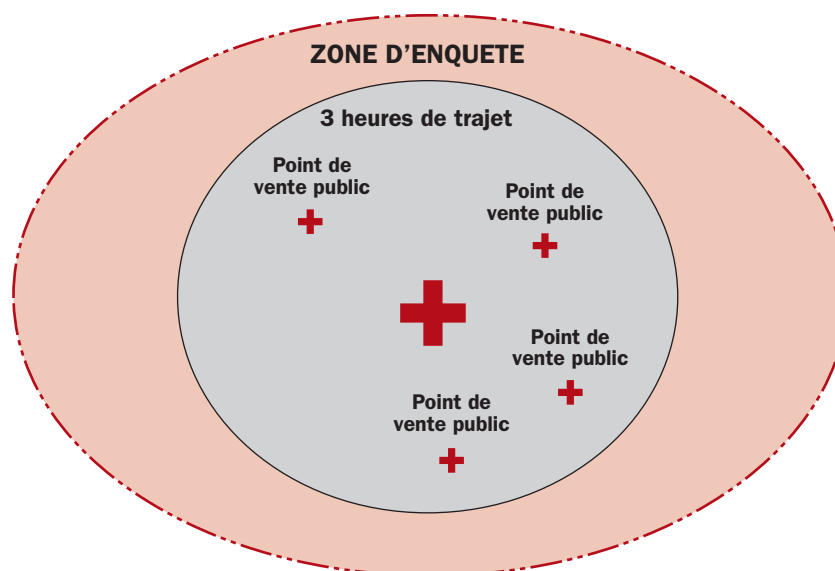 ZONE D'ENQUETE
3 heures de trajet
Point de
vente public
Point de
vente public
Point de
vente public
Point de
vente public